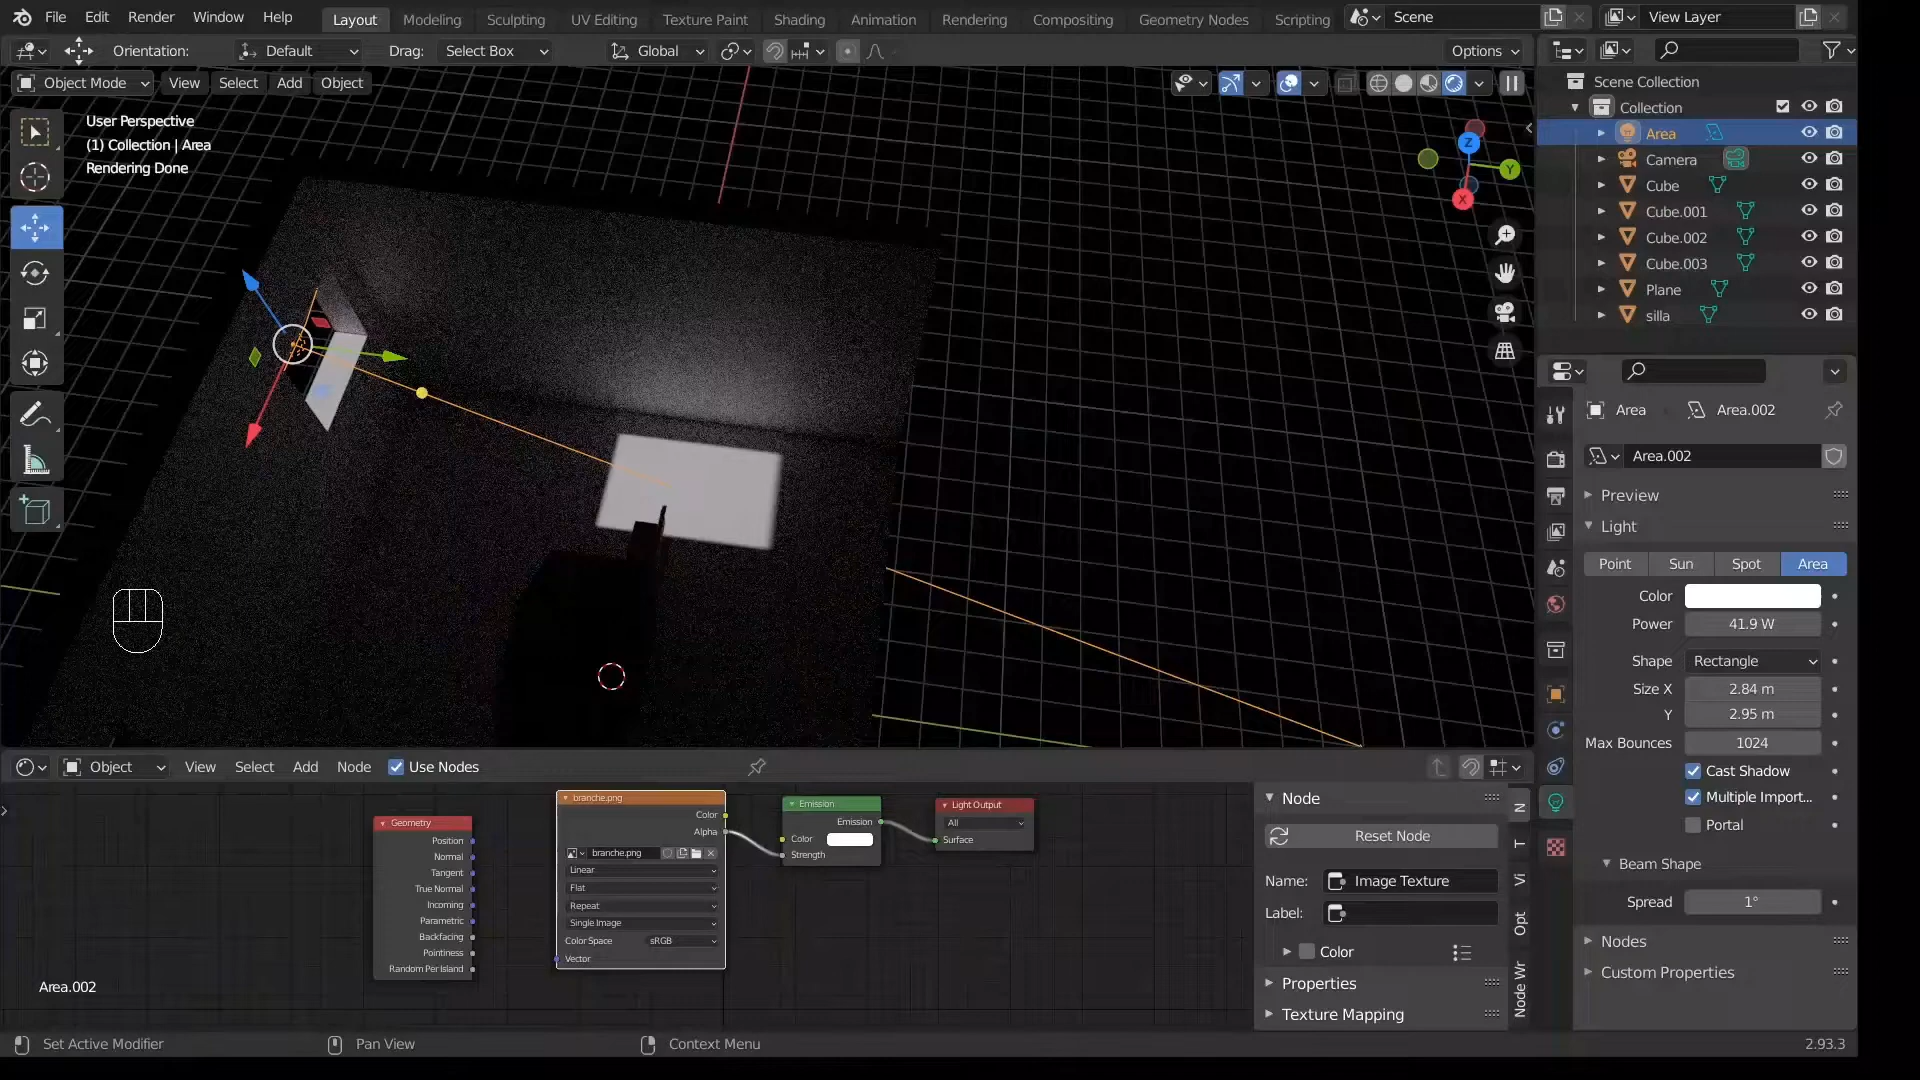 File Edit Render Window Help
Layout Modeling Sculpting UV Editing Texture Paint Shading Animation Rendering Compositing Geometry Nodes Scripting
Scene
View Layer
Orientation: Default Drag: Select Box Global Options
Object Mode View Select Add Object
User Perspective
(1) Collection | Area
Rendering Done
Z
Y
X
Scene Collection
Collection
Area
Camera
Cube
Cube.001
Cube.002
Cube.003
Plane
silla
Area Area.002
Area.002
Preview
Light
Point Sun Spot Area
Color
Power 41.9 W
Shape Rectangle
Size X 2.84 m
Y 2.95 m
Max Bounces 1024
Cast Shadow
Multiple Import...
Portal
Beam Shape
Spread 1°
Nodes
Custom Properties
Object View Select Add Node Use Nodes
Geometry
Position
Normal
Tangent
True Normal
Incoming
Parametric
Backfacing
Pointiness
Random Per Island
branche.png
Color
Alpha
branche.png
Linear
Flat
Repeat
Single Image
Color Space sRGB
Vector
Emission
Emission
Color
Strength
Light Output
All
Surface
Area.002
Node
Reset Node
Name: Image Texture
Label:
Color
Properties
Texture Mapping
N
T
Vi
Opt
Node Wr
Set Active Modifier Pan View Context Menu 2.93.3